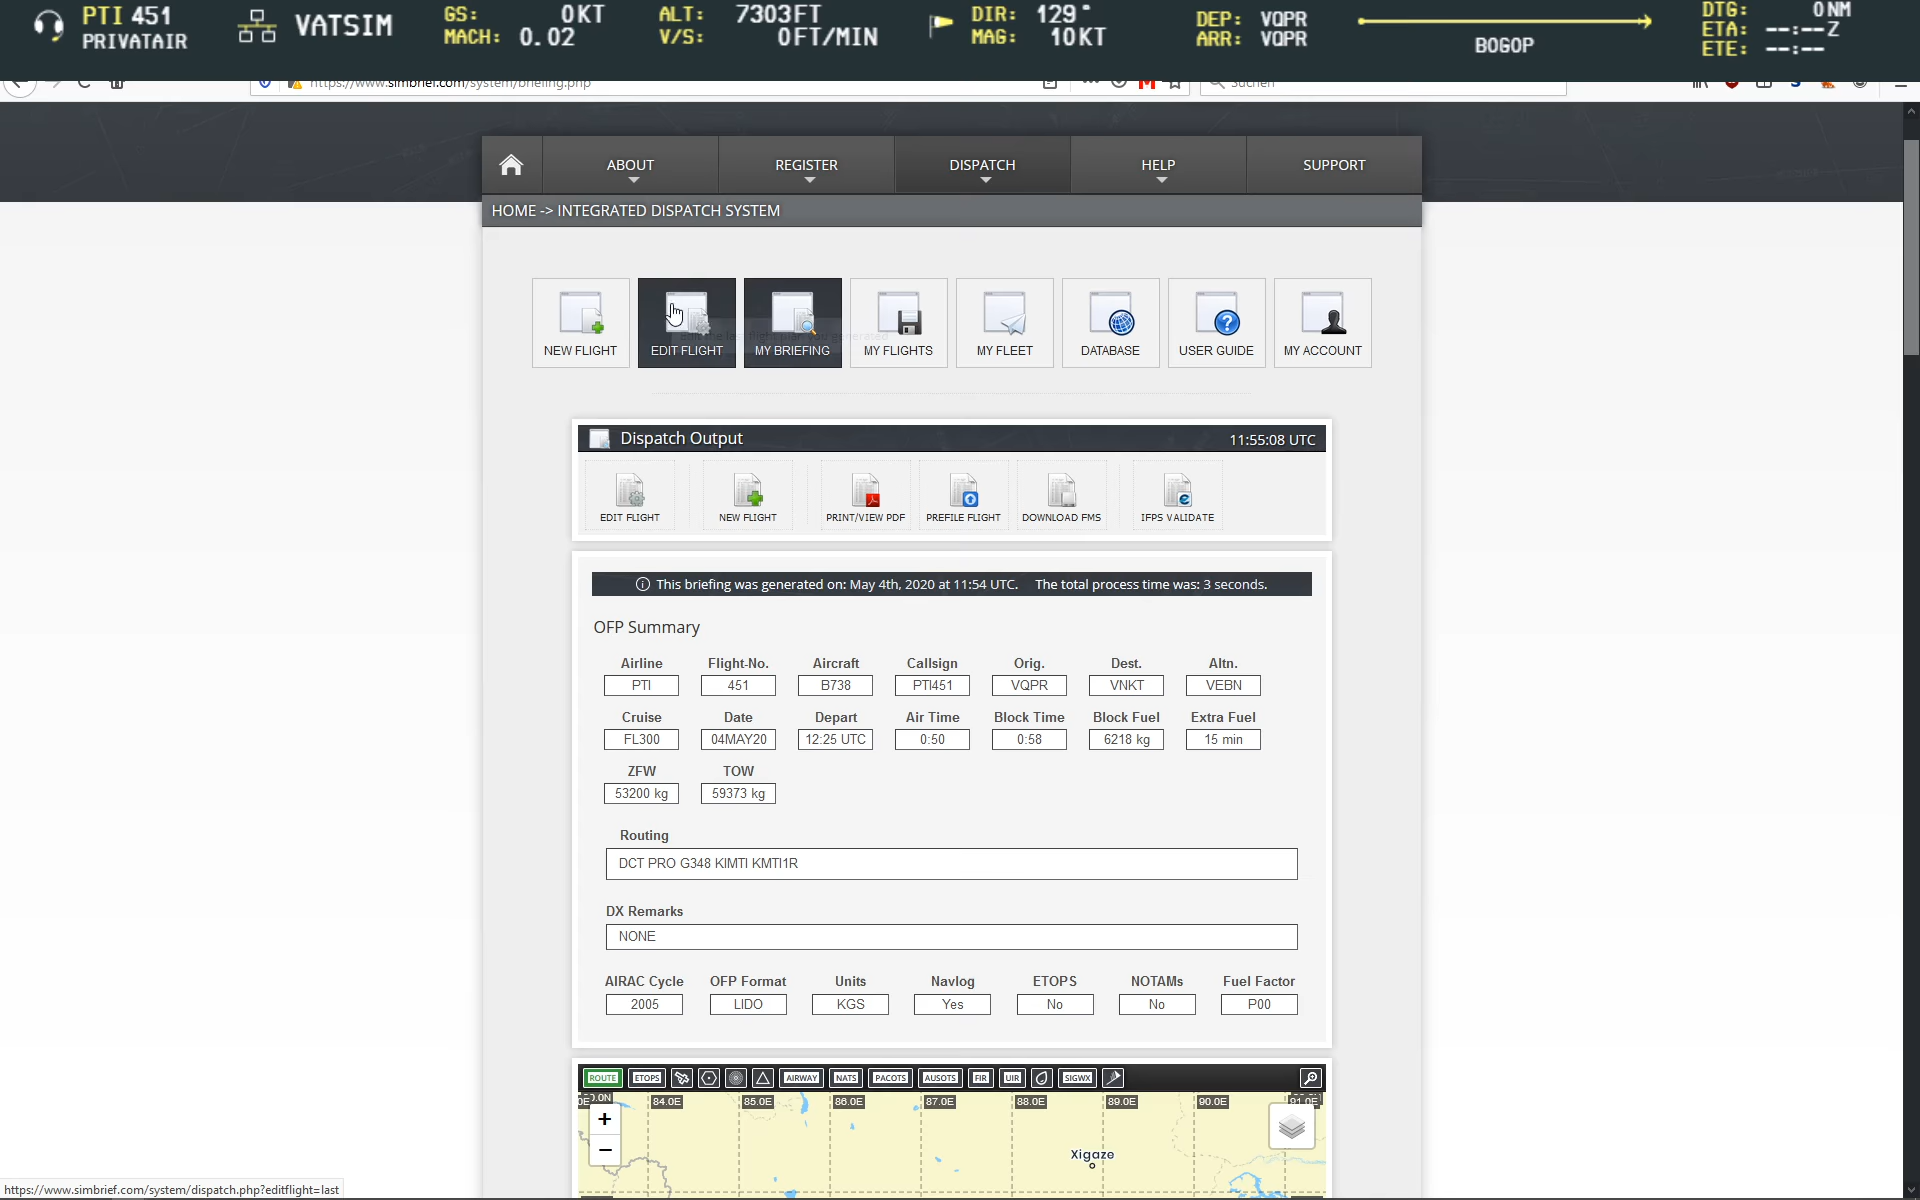 PTI 451
PRIVATAIR
VATSIM
GS: 0KT
MACH: 0.02
ALT: 7303FT
V/S: 0FT/MIN
DIR: 129°
MAG: 10KT
DEP: VQPR
ARR: VQPR
BOGOP
DTG: 0NM
ETA: --:--Z
ETE: --:--
https://www.simbrief.com/system/briefing.php
Suchen
ABOUT
REGISTER
DISPATCH
HELP
SUPPORT
HOME -> INTEGRATED DISPATCH SYSTEM
NEW FLIGHT
EDIT FLIGHT
MY BRIEFING
MY FLIGHTS
MY FLEET
DATABASE
USER GUIDE
MY ACCOUNT
Dispatch Output
11:55:08 UTC
EDIT FLIGHT
NEW FLIGHT
PRINT/VIEW PDF
PREFILE FLIGHT
DOWNLOAD FMS
IFPS VALIDATE
This briefing was generated on: May 4th, 2020 at 11:54 UTC. The total process time was: 3 seconds.
OFP Summary
Airline Flight-No. Aircraft Callsign Orig. Dest. Altn.
PTI 451 B738 PTI451 VQPR VNKT VEBN
Cruise Date Depart Air Time Block Time Block Fuel Extra Fuel
FL300 04MAY20 12:25 UTC 0:50 0:58 6218 kg 15 min
ZFW TOW
53200 kg 59373 kg
Routing
DCT PRO G348 KIMTI KMTI1R
DX Remarks
NONE
AIRAC Cycle OFP Format Units Navlog ETOPS NOTAMs Fuel Factor
2005 LIDO KGS Yes No No P00
ROUTE ETOPS AIRWAY NATS PACOTS AUSOTS FIR UIR SIGWX
84.0E 85.0E 86.0E 87.0E 88.0E 89.0E 90.0E 91.0E
+
−
Xigaze
https://www.simbrief.com/system/dispatch.php?editflight=last